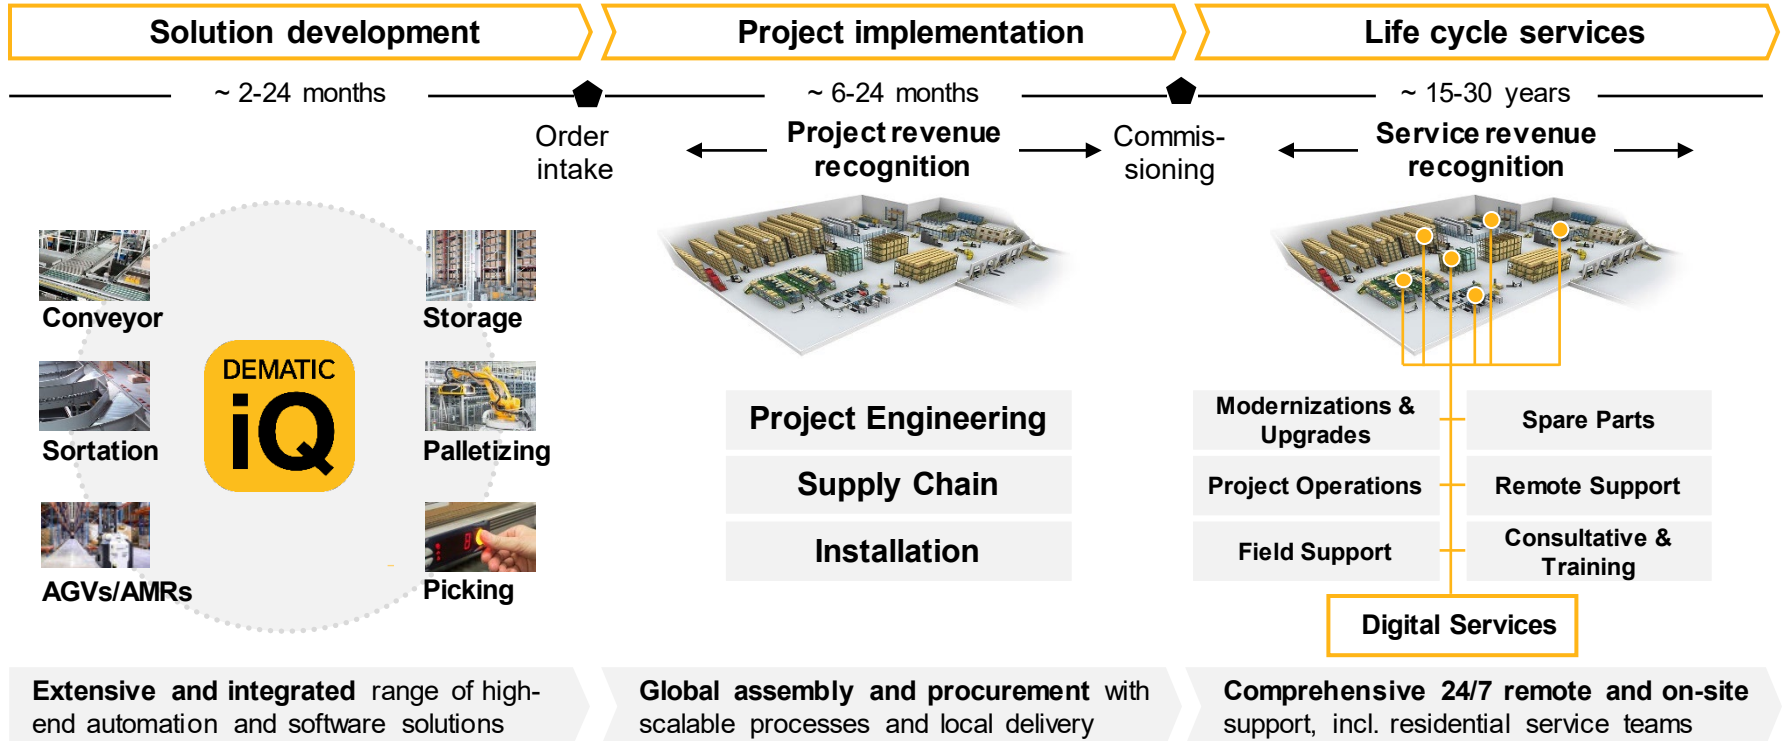 Solution development
Project implementation
Life cycle services
~ 2-24 months
~ 6-24 months
~ 15-30 years
Order
intake
Project revenue
recognition
Commis-
sioning
Service revenue
recognition
Conveyor
Storage
DEMATIC
iQ
Sortation
Palletizing
AGVs/AMRs
Picking
8
Project Engineering
Supply Chain
Installation
Modernizations &
Upgrades
Spare Parts
Project Operations
Remote Support
Field Support
Consultative &
Training
Digital Services
Extensive and integrated range of high-
end automation and software solutions
Global assembly and procurement with
scalable processes and local delivery
Comprehensive 24/7 remote and on-site
support, incl. residential service teams